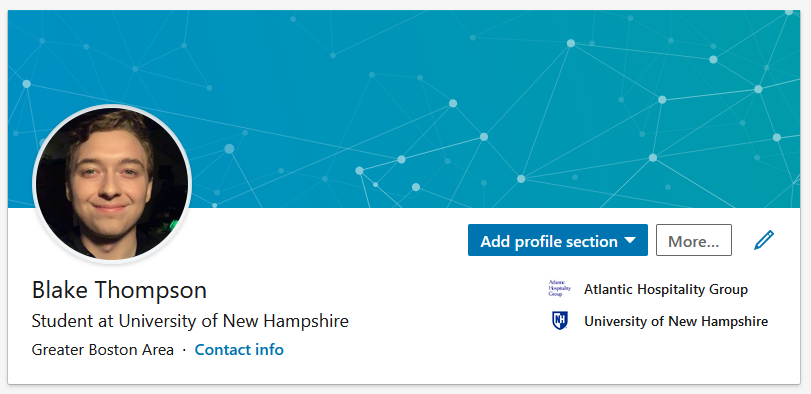 Add profile section
More...
Blake Thompson
Student at University of New Hampshire
Greater Boston Area · Contact info
Atlantic
Hospitality
Group
Atlantic Hospitality Group
NH
University of New Hampshire